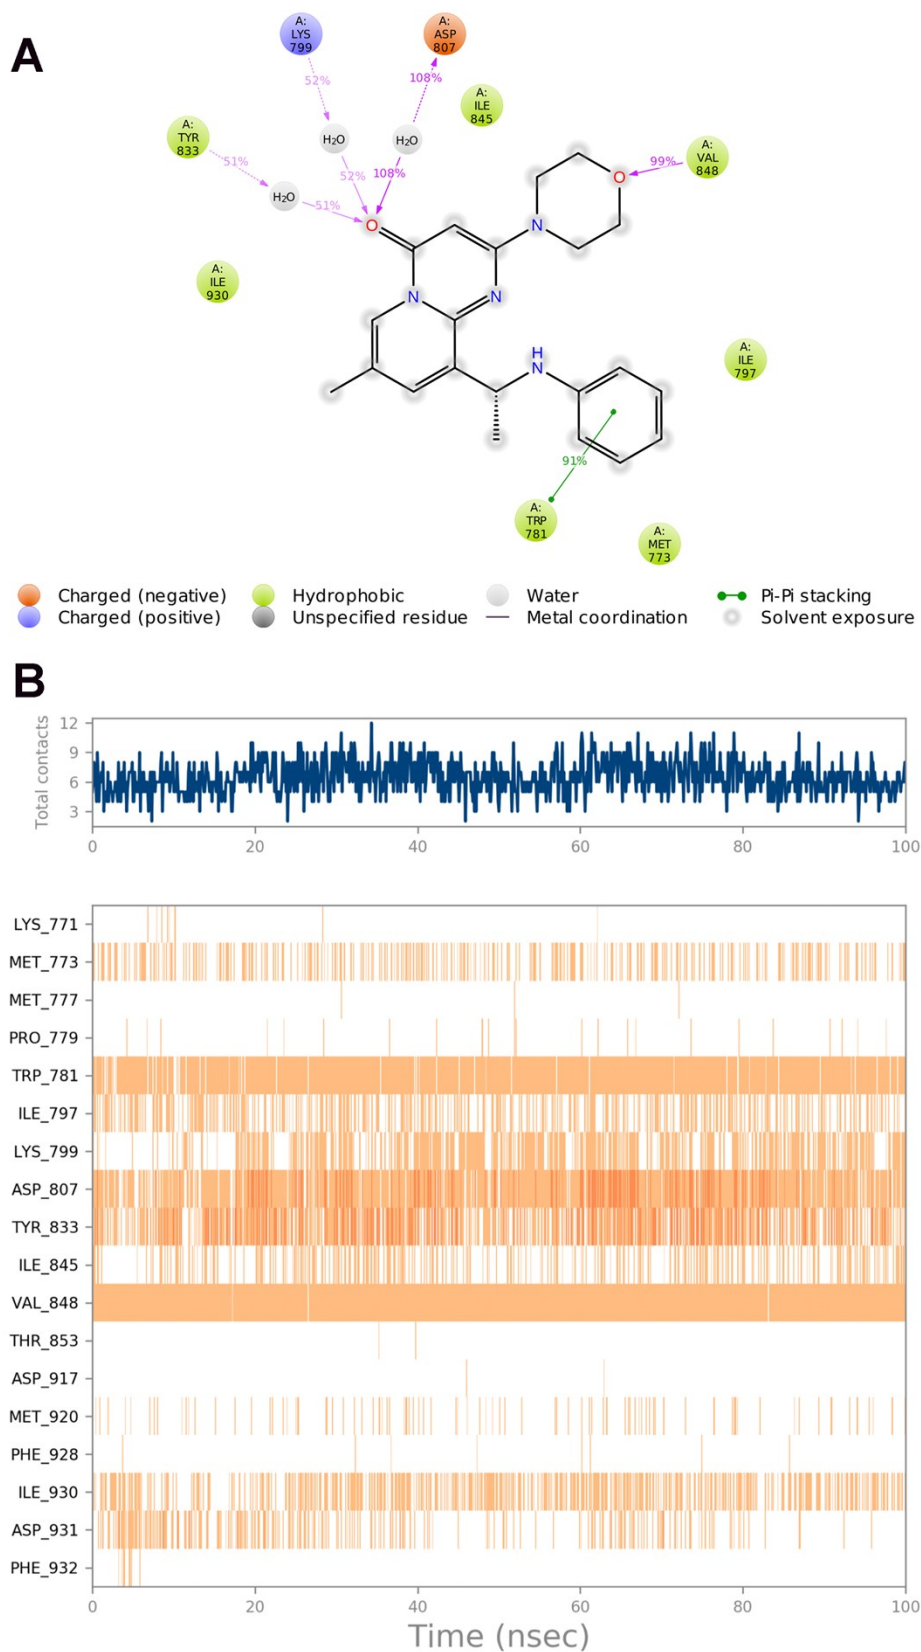 A
A:
LYS
799
A:
ASP
807
52%
108%
A:
ILE
845
A:
TYR
833
H₂O
H₂O
A:
VAL
848
51%
52%
108%
99%
O
H₂O
51%
O
N
A:
ILE
930
N
N
H
N
A:
ILE
797
91%
A:
TRP
781
A:
MET
773
Charged (negative)
Hydrophobic
Water
Pi-Pi stacking
Charged (positive)
Unspecified residue
Metal coordination
Solvent exposure
B
Total contacts
12
9
6
3
0 20 40 60 80 100
LYS_771
MET_773
MET_777
PRO_779
TRP_781
ILE_797
LYS_799
ASP_807
TYR_833
ILE_845
VAL_848
THR_853
ASP_917
MET_920
PHE_928
ILE_930
ASP_931
PHE_932
0 20 40 60 80 100
Time (nsec)